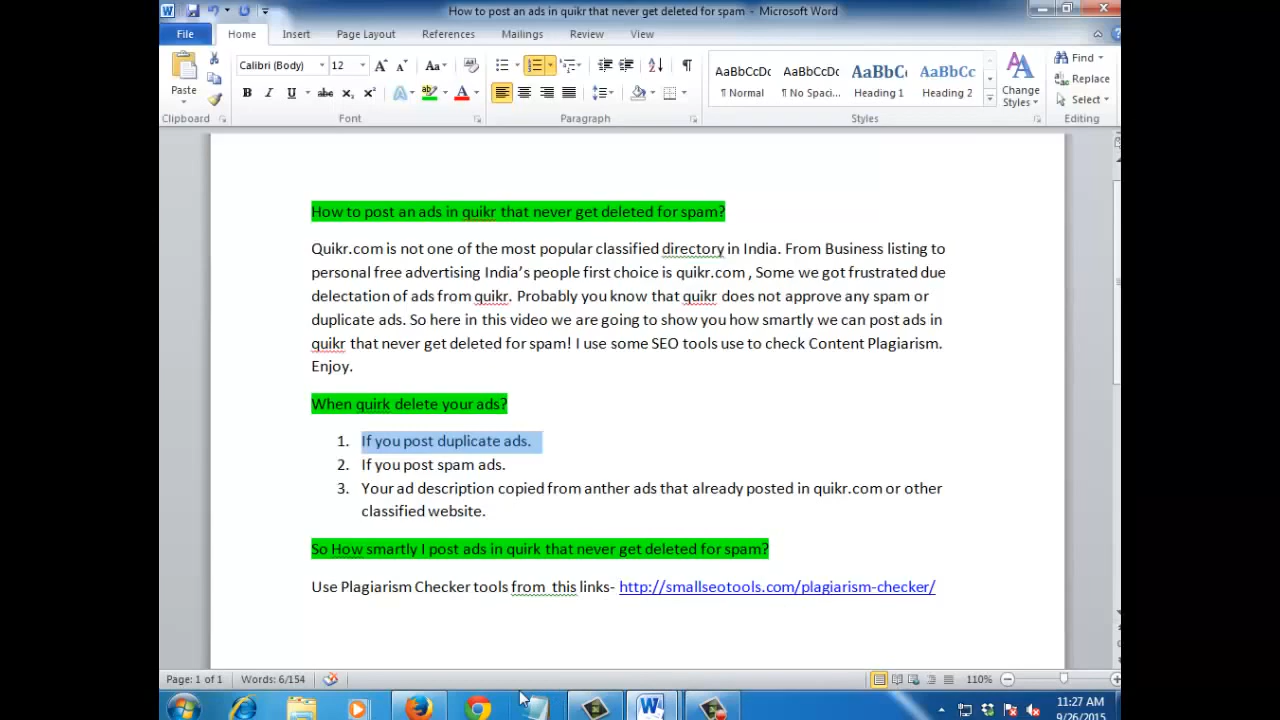 How to post an ads in quikr that never get deleted for spam - Microsoft Word
File Home Insert Page Layout References Mailings Review View
Calibri (Body) 12 Aa
Paste
B I U abc x₂ x² A ab A
AaBbCcDc AaBbCcDc AaBbC AaBbCc
¶ Normal ¶ No Spaci... Heading 1 Heading 2
Change Styles
Find
Replace
Select
Clipboard Font Paragraph Styles Editing
How to post an ads in quikr that never get deleted for spam?
Quikr.com is not one of the most popular classified directory in India. From Business listing to
personal free advertising India's people first choice is quikr.com , Some we got frustrated due
delectation of ads from quikr. Probably you know that quikr does not approve any spam or
duplicate ads. So here in this video we are going to show you how smartly we can post ads in
quikr that never get deleted for spam! I use some SEO tools use to check Content Plagiarism.
Enjoy.
When quirk delete your ads?
1. If you post duplicate ads.
2. If you post spam ads.
3. Your ad description copied from anther ads that already posted in quikr.com or other
classified website.
So How smartly I post ads in quirk that never get deleted for spam?
Use Plagiarism Checker tools from  this links- http://smallseotools.com/plagiarism-checker/
Page: 1 of 1 Words: 6/154 110%
11:27 AM
9/26/2015